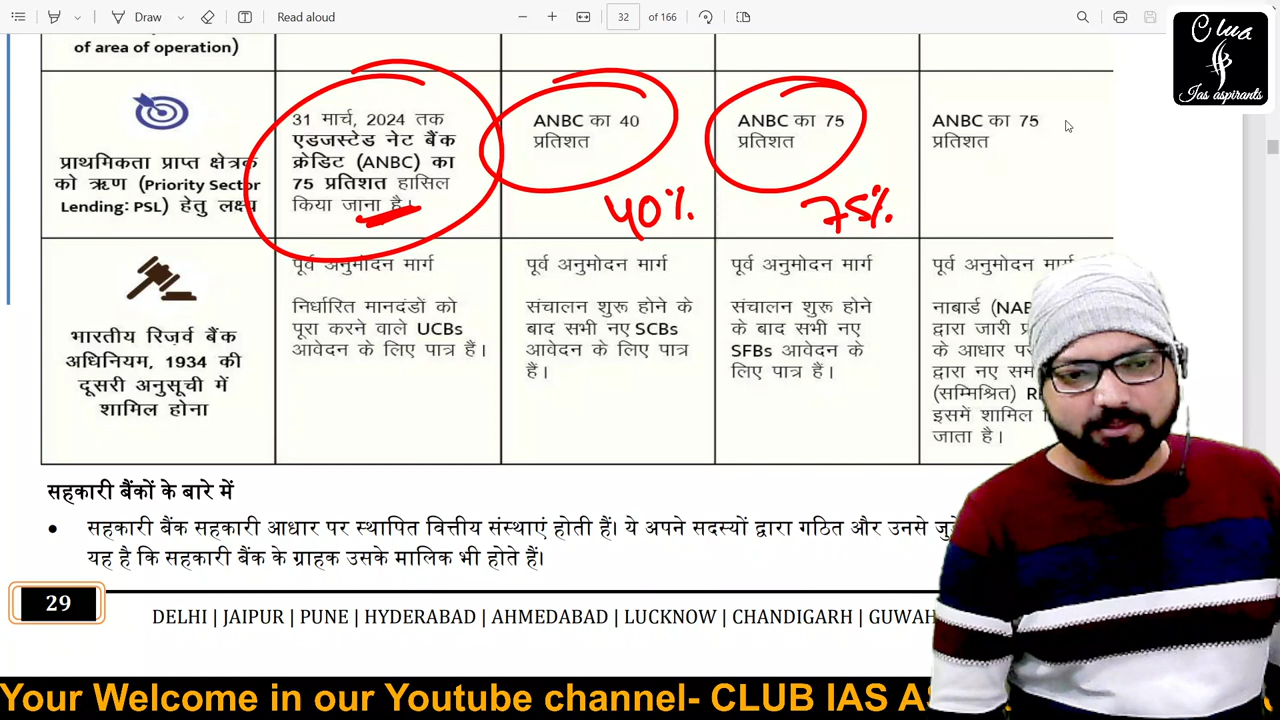 Draw
Read aloud
32
of 166
Club
Ias aspirants
of area of operation)
प्राथमिकता प्राप्त क्षेत्रक
को ऋण (Priority Sector
Lending: PSL) हेतु लक्ष्य
31 मार्च, 2024 तक
एडजस्टेड नेट बैंक
क्रेडिट (ANBC) का
75 प्रतिशत हासिल
किया जाना है।
ANBC का 40
प्रतिशत
40%
ANBC का 75
प्रतिशत
75%
ANBC का 75
प्रतिशत
भारतीय रिज़र्व बैंक
अधिनियम, 1934 की
दूसरी अनुसूची में
शामिल होना
पूर्व अनुमोदन मार्ग
निर्धारित मानदंडों को
पूरा करने वाले UCBs
आवेदन के लिए पात्र हैं।
पूर्व अनुमोदन मार्ग
संचालन शुरू होने के
बाद सभी नए SCBs
आवेदन के लिए पात्र
हैं।
पूर्व अनुमोदन मार्ग
संचालन शुरू होने
के बाद सभी नए
SFBs आवेदन के
लिए पात्र हैं।
पूर्व अनुमोदन मार्ग
नाबार्ड
द्वारा जारी
के आधार पर
द्वारा नए
(सम्मिश्रित)
इसमें शामिल
जाता है।
सहकारी बैंकों के बारे में
• सहकारी बैंक सहकारी आधार पर स्थापित वित्तीय संस्थाएं होती हैं। ये अपने सदस्यों द्वारा गठित और उनसे
यह है कि सहकारी बैंक के ग्राहक उसके मालिक भी होते हैं।
29
DELHI | JAIPUR | PUNE | HYDERABAD | AHMEDABAD | LUCKNOW | CHANDIGARH |
Your Welcome in our Youtube channel- CLUB IAS